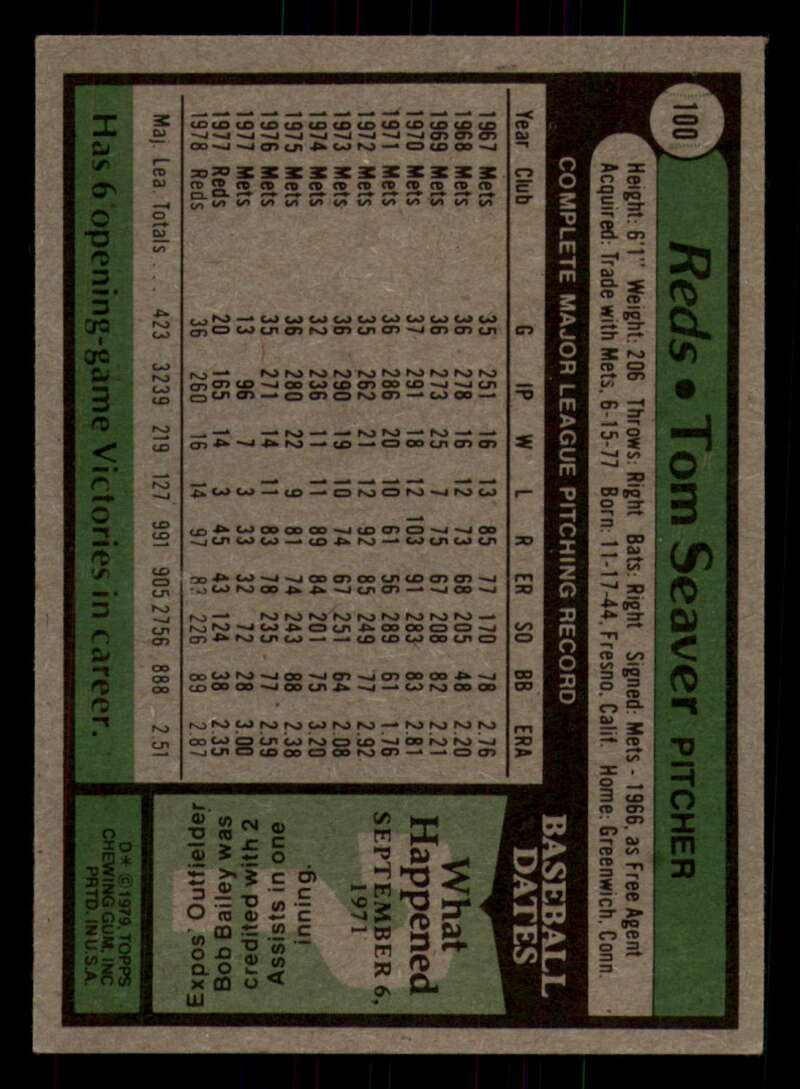 100
Reds • Tom Seaver PITCHER
Height: 6'1" Weight: 206 Throws: Right Bats: Right Signed: Mets - 1966, as Free Agent
Acquired: Trade with Mets, 6-15-77 Born: 11-17-44, Fresno, Calif. Home: Greenwich, Conn.
COMPLETE MAJOR LEAGUE PITCHING RECORD
Year Club G IP W L R ER SO BB ERA
1967 Mets 35 251 16 13 85 77 170 78 2.76
1968 Mets 36 278 16 12 73 68 205 48 2.20
1969 Mets 36 273 25 7 75 67 208 82 2.21
1970 Mets 37 291 18 12 103 91 283 83 2.81
1971 Mets 36 286 20 10 61 56 289 61 1.76
1972 Mets 35 262 21 12 92 85 249 77 2.92
1973 Mets 36 290 19 10 74 67 251 64 2.08
1974 Mets 32 236 11 11 89 84 201 75 3.20
1975 Mets 36 280 22 9 81 74 243 88 2.38
1976 Mets 35 271 14 11 83 78 235 77 2.59
1977 Mets 13 96 7 3 33 32 72 28 3.00
1977 Reds 20 165 14 3 45 43 124 38 2.35
1978 Reds 36 260 16 14 97 83 226 89 2.87
Maj. Lea. Totals . . . 423 3239 219 127 991 905 2756 888 2.51
Has 6 opening-game Victories in career.
BASEBALL
DATES
What
Happened
SEPTEMBER 6,
1971
Expos' Outfielder
Bob Bailey was
credited with 2
Assists in one
inning.
D* © 1979, TOPPS
CHEWING GUM, INC
PRTD. IN U.S.A.